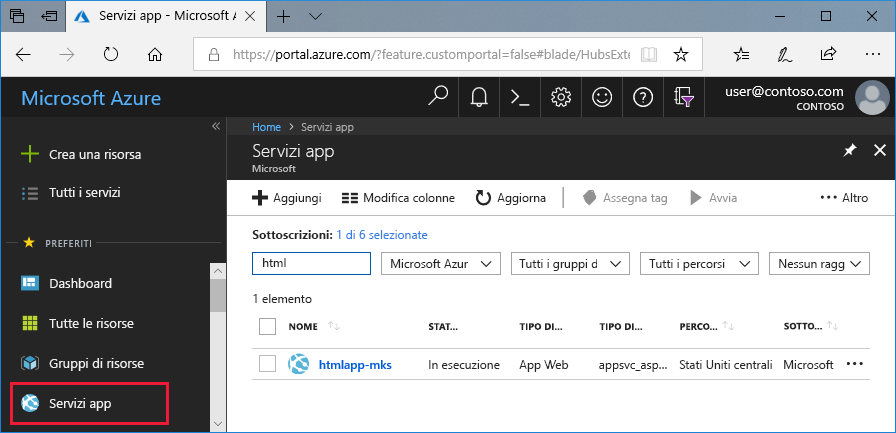 Servizi app - Microsoft A
https://portal.azure.com/?feature.customportal=false#blade/HubsExte
Microsoft Azure
user@contoso.com
CONTOSO
Home > Servizi app
Crea una risorsa
Tutti i servizi
PREFERITI
Dashboard
Tutte le risorse
Gruppi di risorse
Servizi app
Servizi app
Microsoft
Aggiungi Modifica colonne Aggiorna Assegna tag Avvia ··· Altro
Sottoscrizioni: 1 di 6 selezionate
html Microsoft Azur Tutti i gruppi d Tutti i percorsi Nessun ragg
1 elemento
NOME STAT... TIPO DI... TIPO DI... PERCO... SOTTO...
htmlapp-mks In esecuzione App Web appsvc_asp... Stati Uniti centrali Microsoft ···